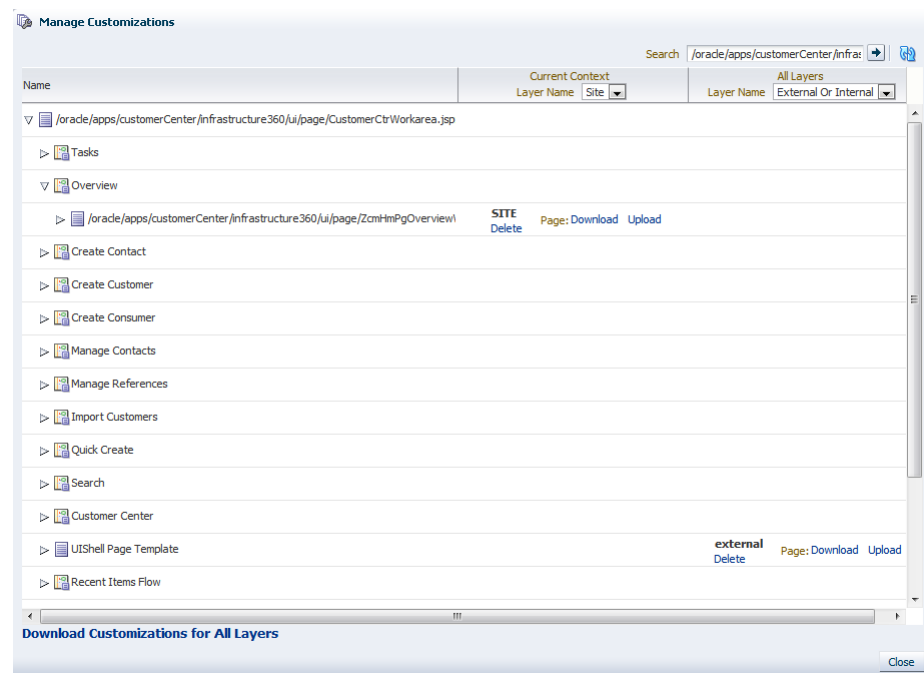 Manage Customizations
Search /oracle/apps/customerCenter/infras
Name
Current Context
Layer Name Site
All Layers
Layer Name External Or Internal
/oracle/apps/customerCenter/infrastructure360/ui/page/CustomerCtrWorkarea.jsp
Tasks
Overview
/oracle/apps/customerCenter/infrastructure360/ui/page/ZcmHmPgOverview
SITE
Delete
Page: Download Upload
Create Contact
Create Customer
Create Consumer
Manage Contacts
Manage References
Import Customers
Quick Create
Search
Customer Center
UIShell Page Template
external
Delete
Page: Download Upload
Recent Items Flow
Download Customizations for All Layers
Close